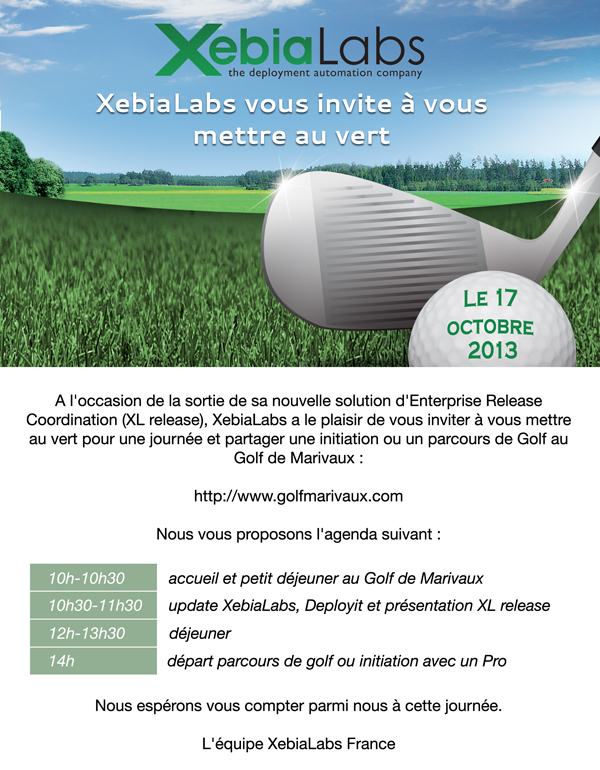 XebiaLabs
the deployment automation company
XebiaLabs vous invite à vous
mettre au vert
LE 17
OCTOBRE
2013
A l'occasion de la sortie de sa nouvelle solution d'Enterprise Release
Coordination (XL release), XebiaLabs a le plaisir de vous inviter à vous mettre
au vert pour une journée et partager une initiation ou un parcours de Golf au
Golf de Marivaux :
http://www.golfmarivaux.com
Nous vous proposons l'agenda suivant :
10h-10h30 accueil et petit déjeuner au Golf de Marivaux
10h30-11h30 update XebiaLabs, Deployit et présentation XL release
12h-13h30 déjeuner
14h départ parcours de golf ou initiation avec un Pro
Nous espérons vous compter parmi nous à cette journée.
L'équipe XebiaLabs France